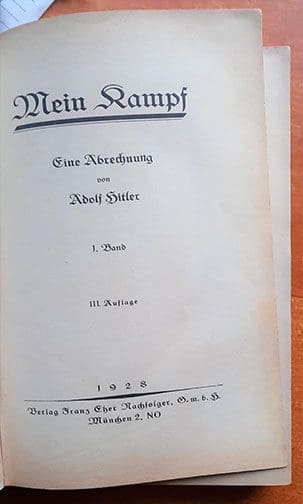 Mein Kampf
Eine Abrechnung
von
Adolf Hitler
1. Band
III. Auflage
1928
Verlag Franz Eher Nachfolger, G. m. b. H.
München 2, NO